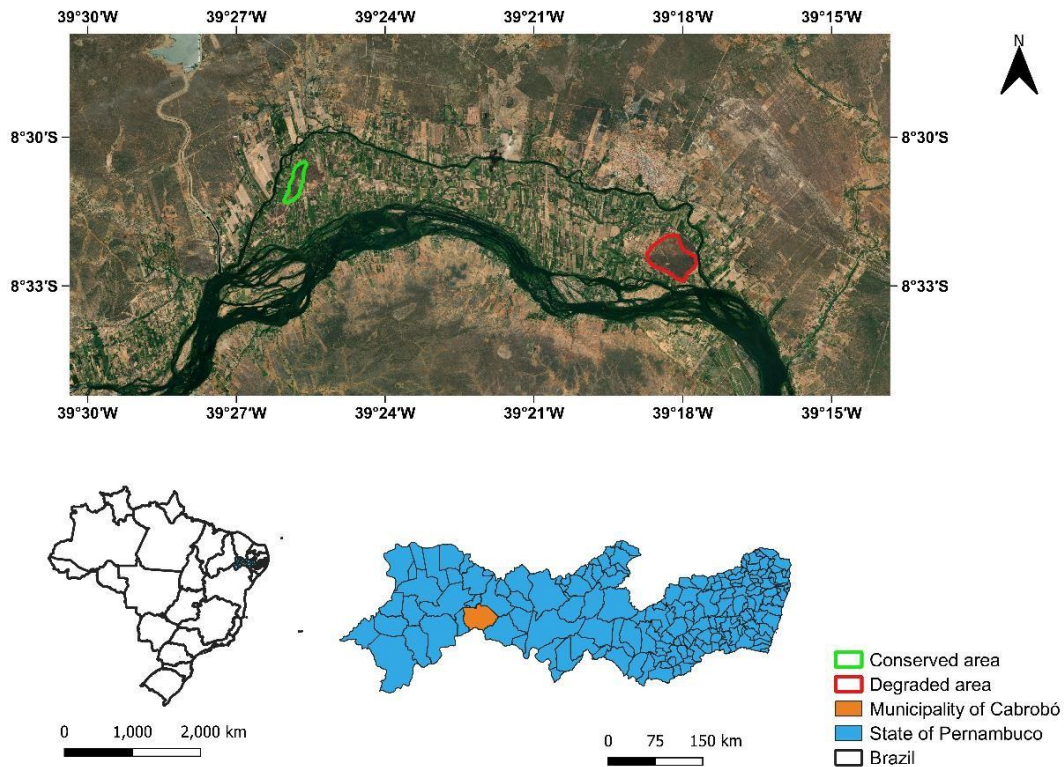 39°30'W 39°27'W 39°24'W 39°21'W 39°18'W 39°15'W
N
8°30'S 8°30'S
8°33'S 8°33'S
39°30'W 39°27'W 39°24'W 39°21'W 39°18'W 39°15'W
Conserved area
Degraded area
Municipality of Cabrobó
State of Pernambuco
Brazil
0 1,000 2,000 km
0 75 150 km